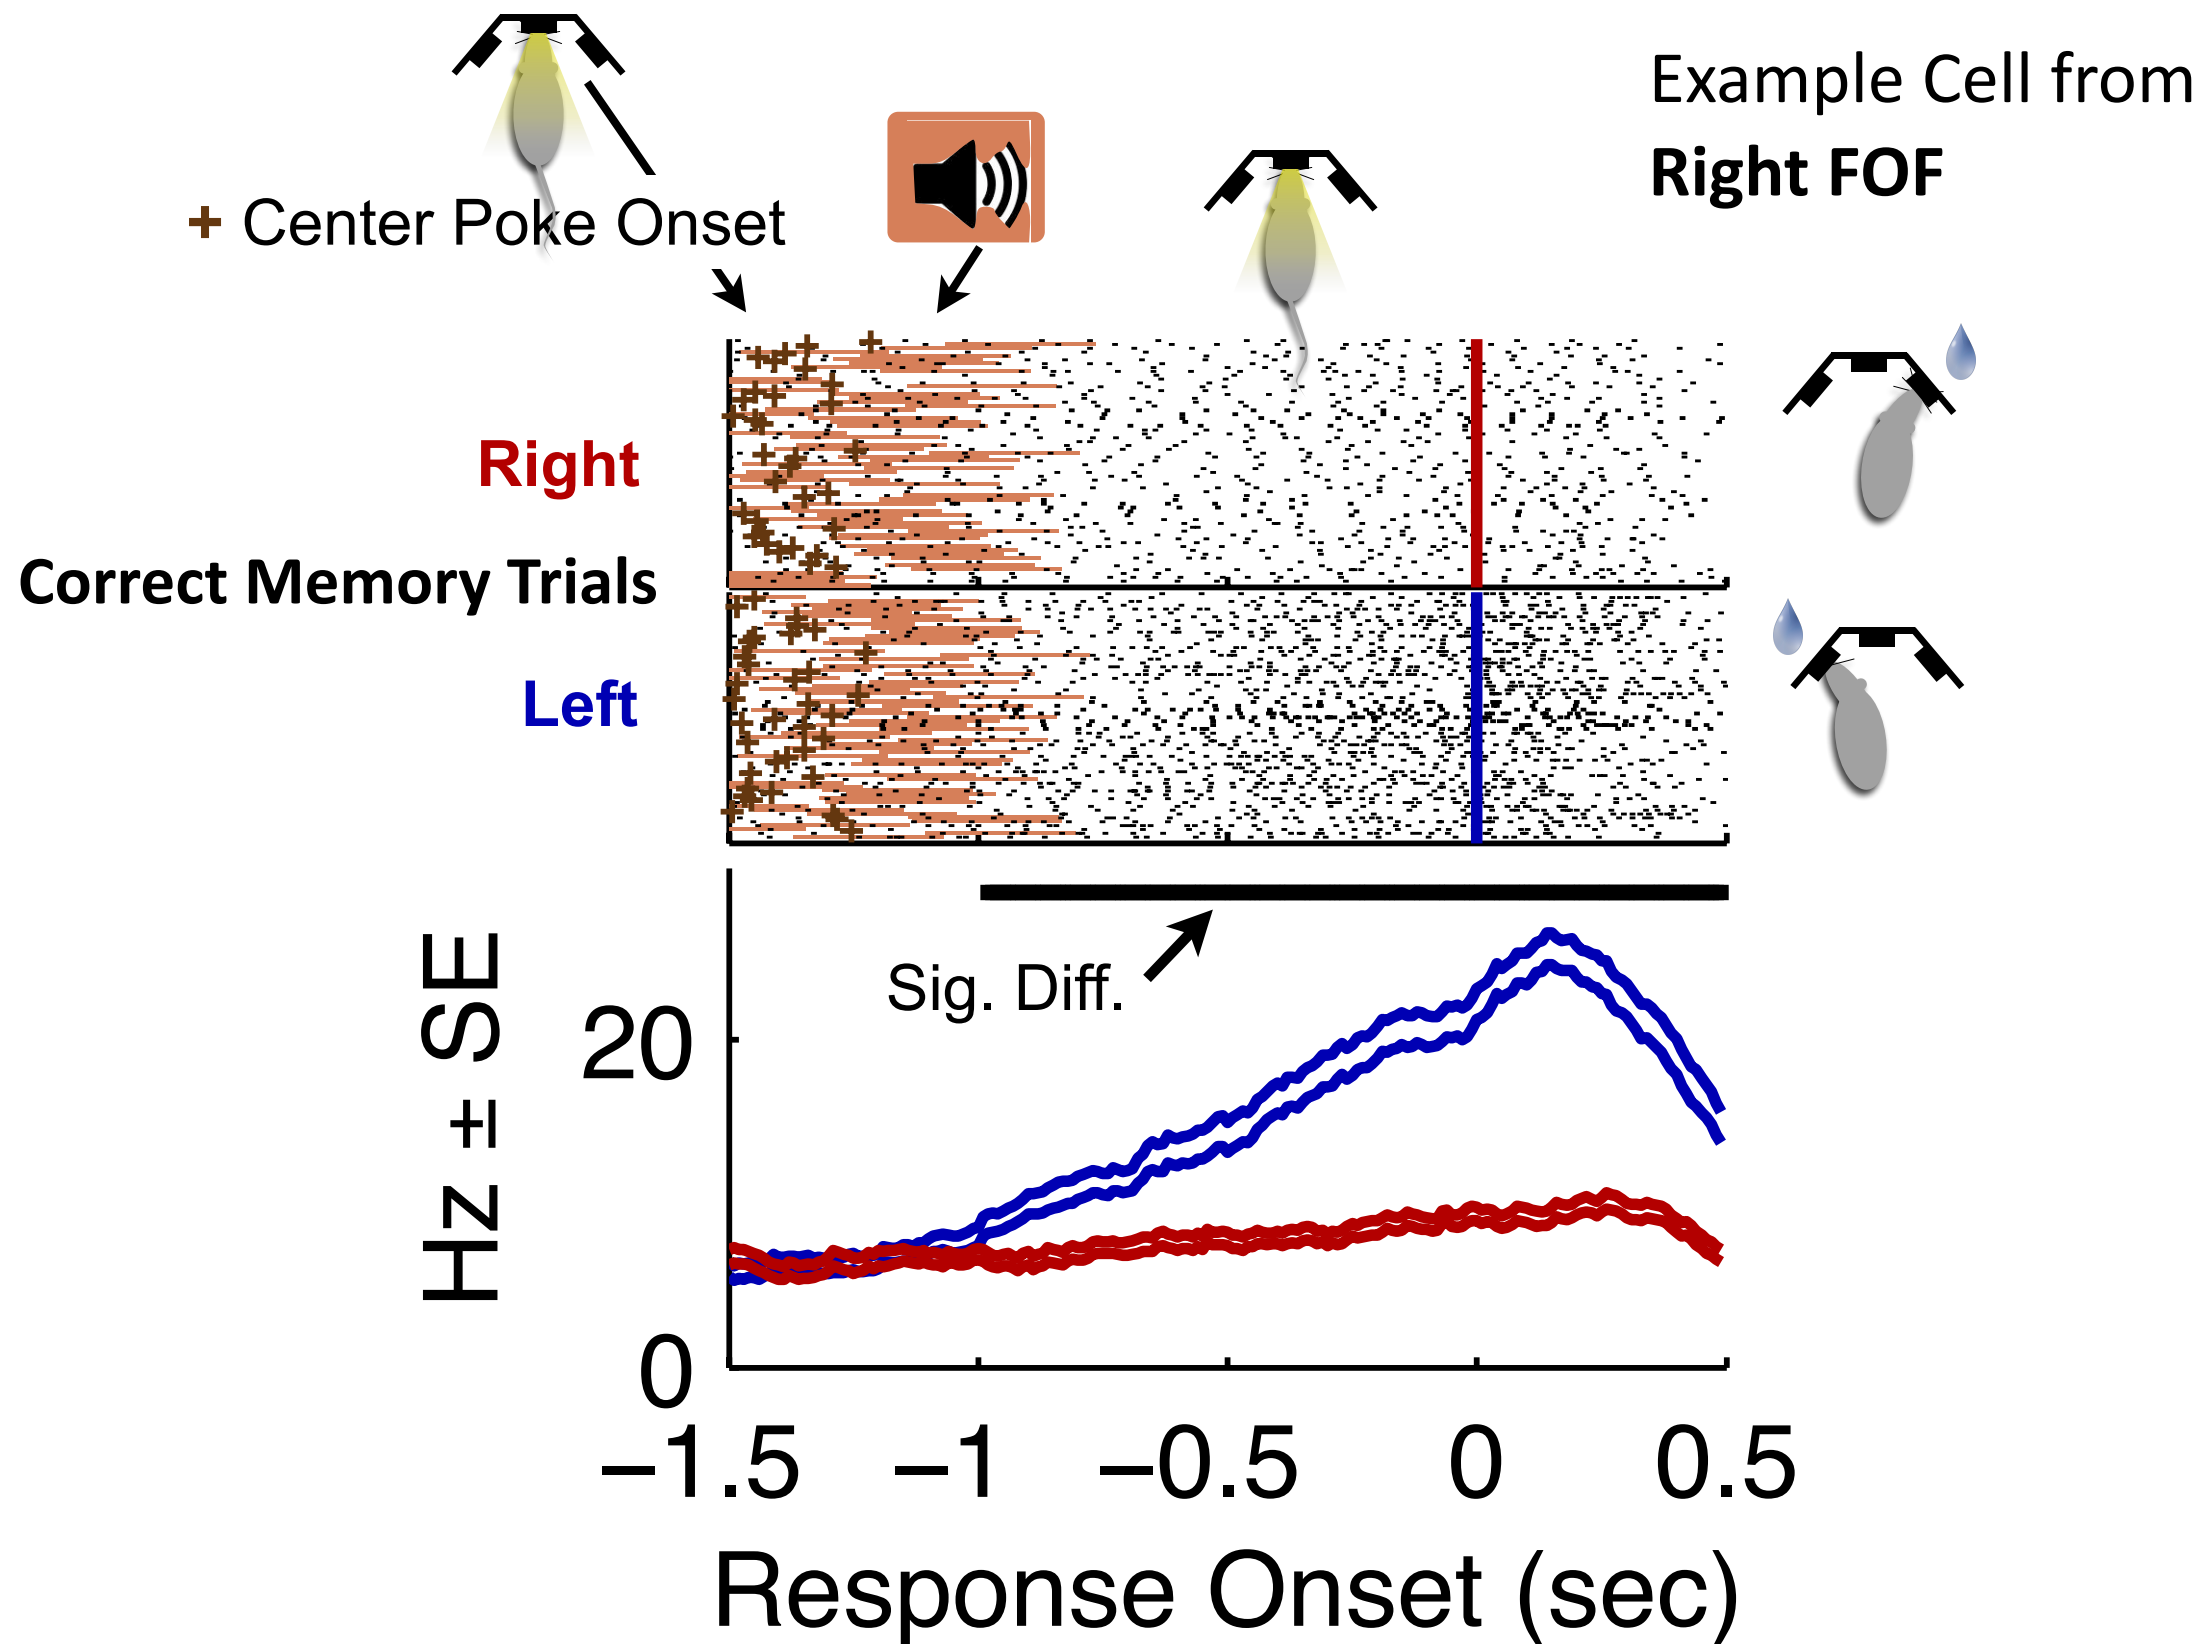 Example Cell from
Right FOF
+ Center Poke Onset
Right
Correct Memory Trials
Left
Sig. Diff.
Hz ± SE
20
0
−1.5 −1 −0.5 0 0.5
Response Onset (sec)